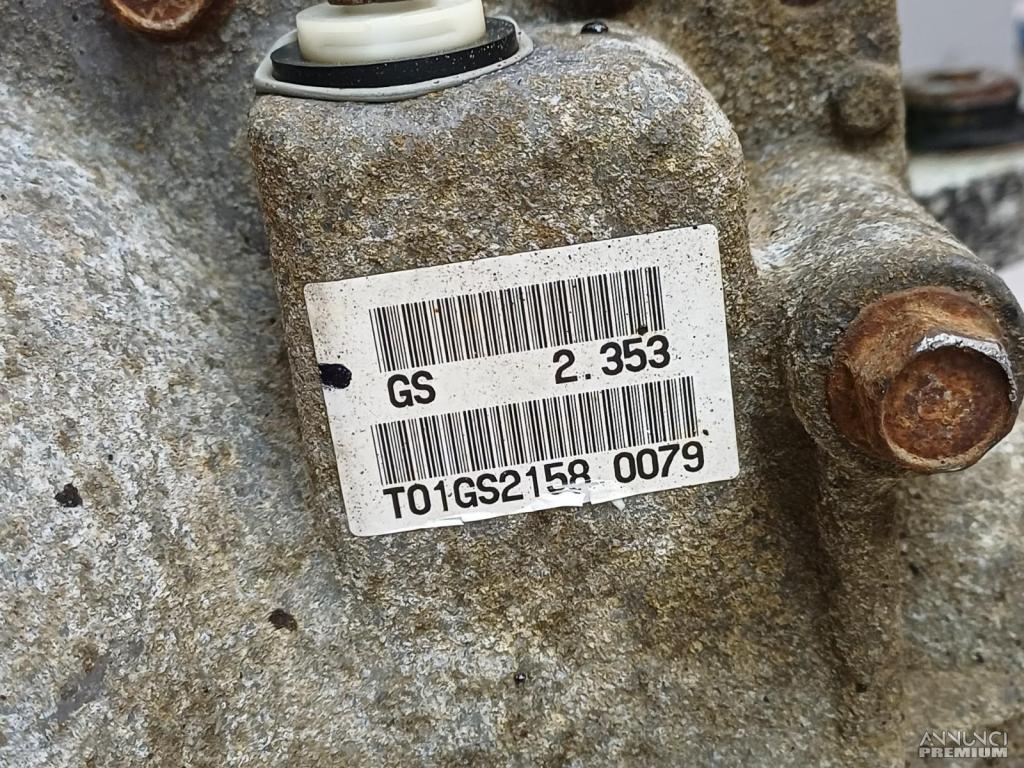 GS 2.353
T01GS2158 0079
ANNUNCI
PREMIUM